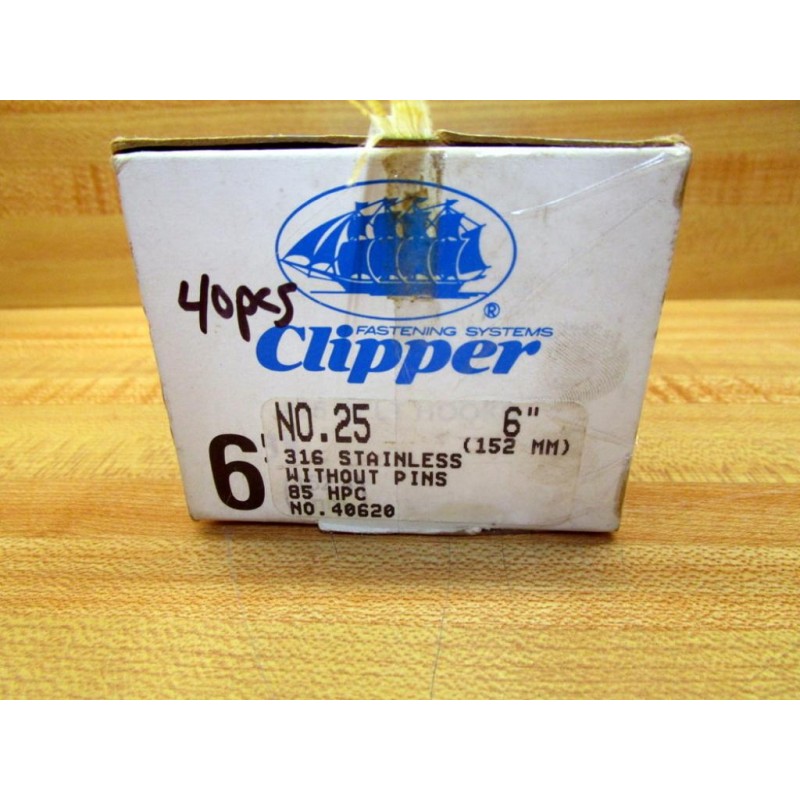 40pcs
®
FASTENING SYSTEMS
Clipper
NO.25 6"
(152 MM)
6
316 STAINLESS
WITHOUT PINS
85 HPC
NO.40620